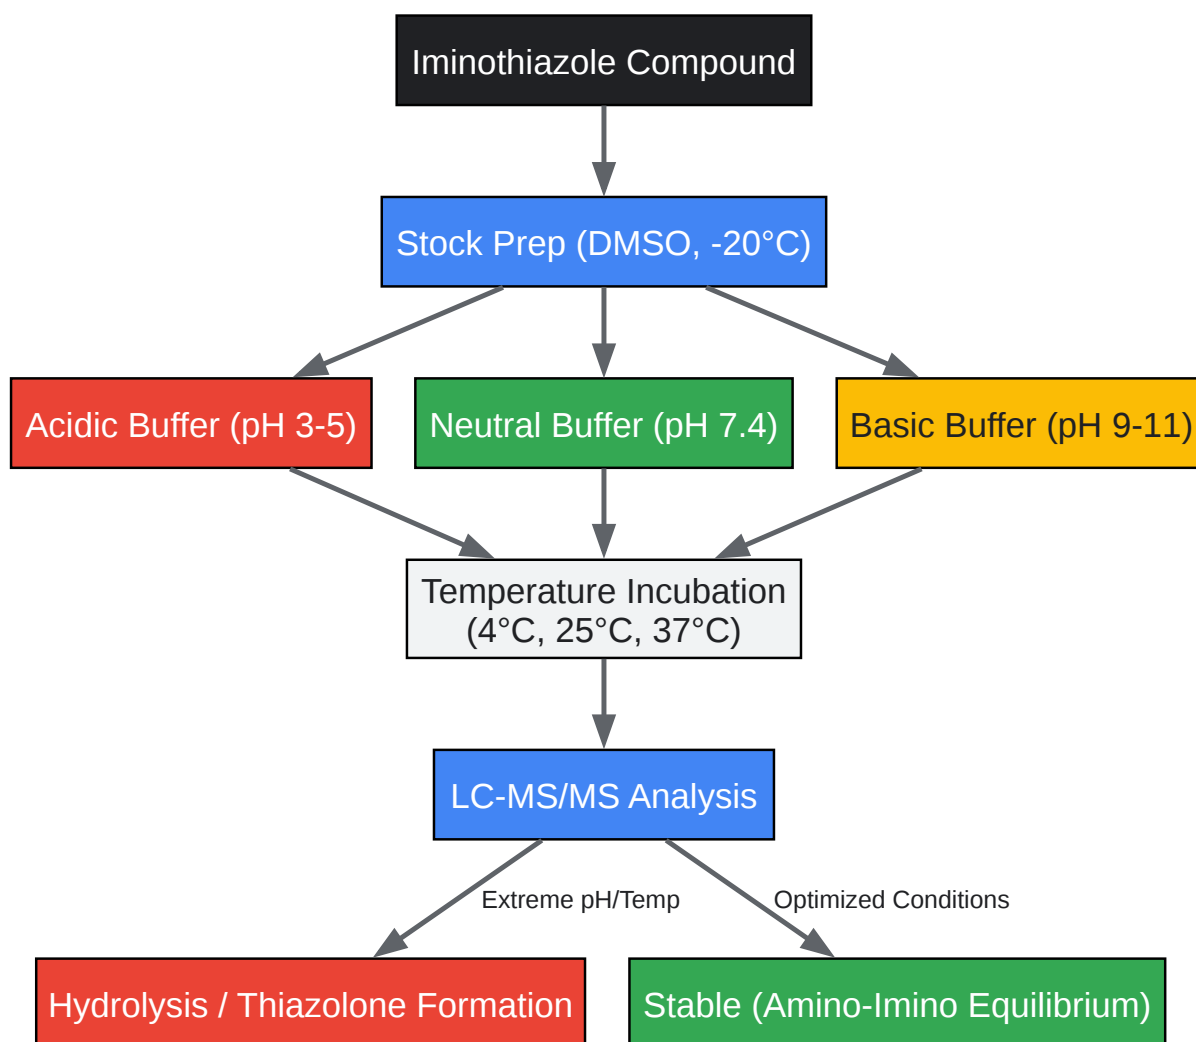 Iminothiazole Compound
Stock Prep (DMSO, -20°C)
Acidic Buffer (pH 3-5)
Neutral Buffer (pH 7.4)
Basic Buffer (pH 9-11)
Temperature Incubation
(4°C, 25°C, 37°C)
LC-MS/MS Analysis
Extreme pH/Temp
Optimized Conditions
Hydrolysis / Thiazolone Formation
Stable (Amino-Imino Equilibrium)